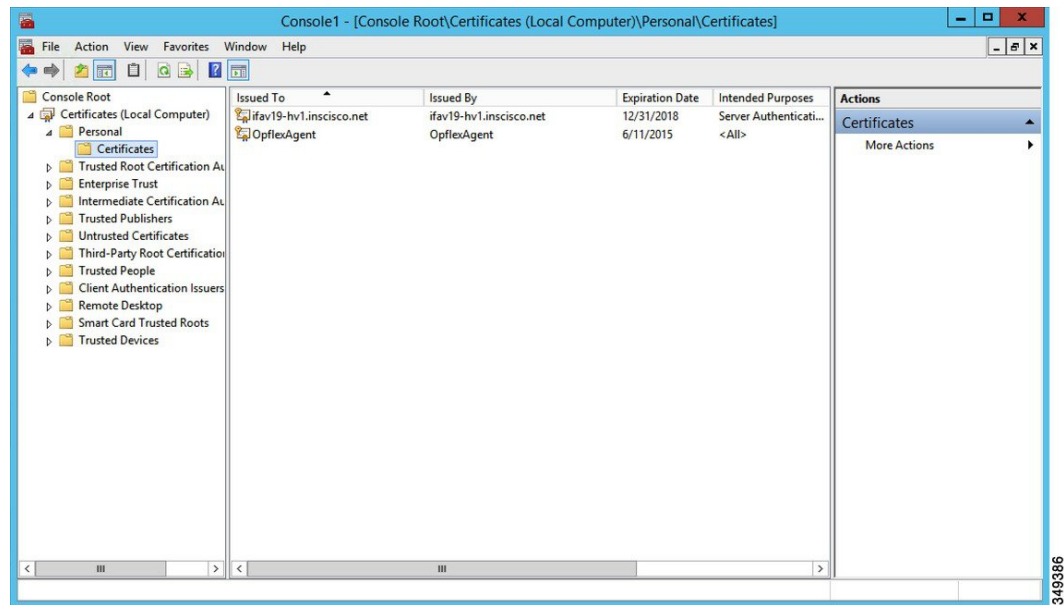 Console1 - [Console Root\Certificates (Local Computer)\Personal\Certificates]
File Action View Favorites Window Help
Console Root
Certificates (Local Computer)
Personal
Certificates
Trusted Root Certification Au
Enterprise Trust
Intermediate Certification Au
Trusted Publishers
Untrusted Certificates
Third-Party Root Certification
Trusted People
Client Authentication Issuers
Remote Desktop
Smart Card Trusted Roots
Trusted Devices
Issued To Issued By Expiration Date Intended Purposes
ifav19-hv1.inscisco.net ifav19-hv1.inscisco.net 12/31/2018 Server Authenticati...
OpflexAgent OpflexAgent 6/11/2015 <All>
Actions
Certificates
More Actions
349386